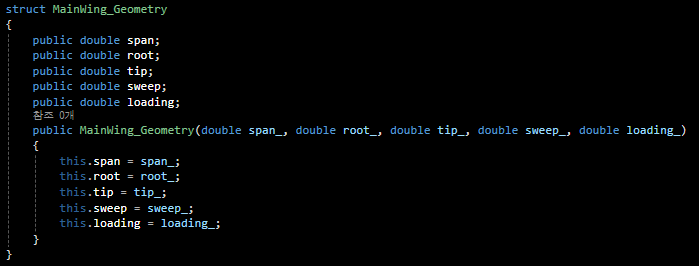 struct MainWing_Geometry
{
    public double span;
    public double root;
    public double tip;
    public double sweep;
    public double loading;
    참조 0개
    public MainWing_Geometry(double span_, double root_, double tip_, double sweep_, double loading_)
    {
        this.span = span_;
        this.root = root_;
        this.tip = tip_;
        this.sweep = sweep_;
        this.loading = loading_;
    }
}